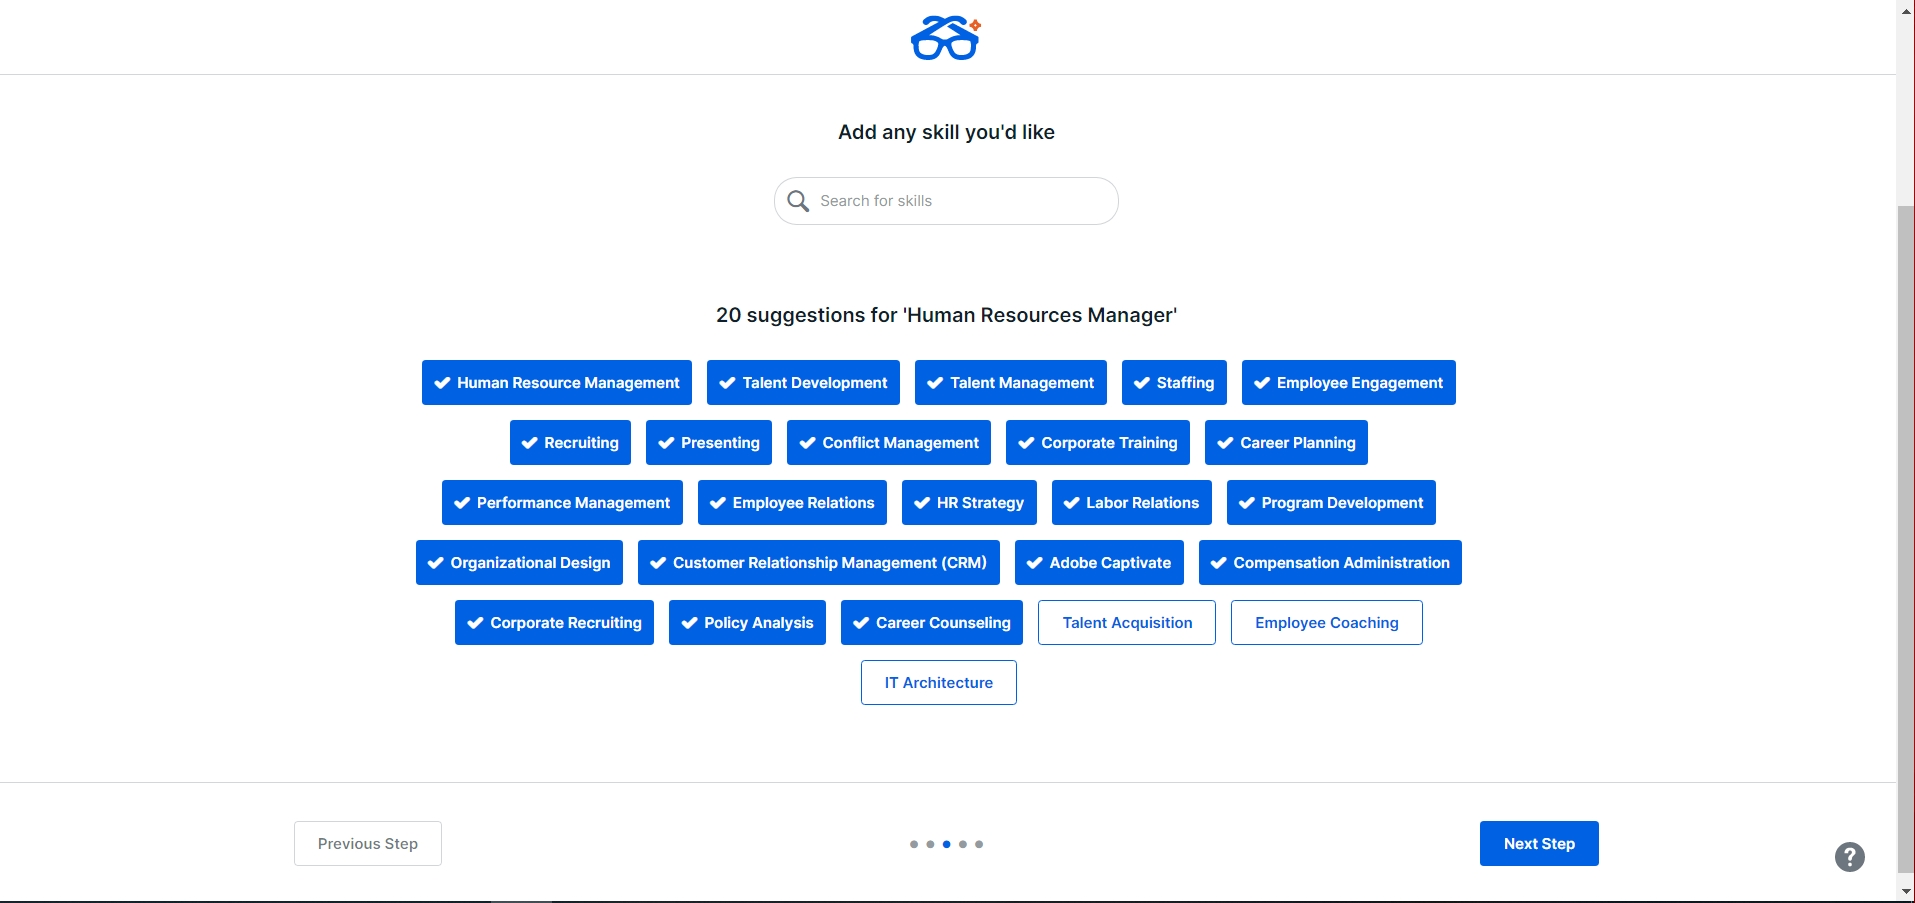 Add any skill you'd like
Search for skills
20 suggestions for 'Human Resources Manager'
Human Resource Management Talent Development Talent Management Staffing Employee Engagement
Recruiting Presenting Conflict Management Corporate Training Career Planning
Performance Management Employee Relations HR Strategy Labor Relations Program Development
Organizational Design Customer Relationship Management (CRM) Adobe Captivate Compensation Administration
Corporate Recruiting Policy Analysis Career Counseling Talent Acquisition Employee Coaching
IT Architecture
Previous Step Next Step ?